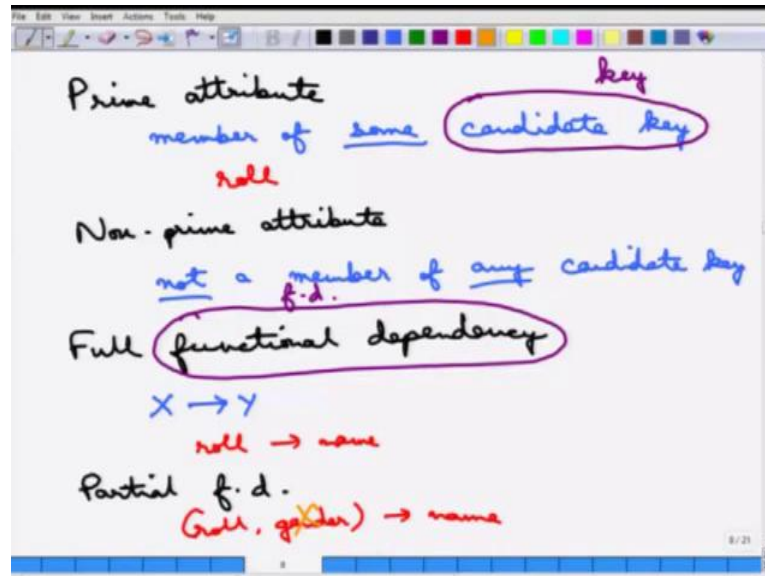 File Edit View Insert Actions Tools Help
key
Prime attribute
member of some candidate key
roll
Non-prime attribute
not a member of any candidate key
f.d.
Full functional dependency
X → Y
roll → name
Partial f.d.
(roll, gender) → name
8/21
8